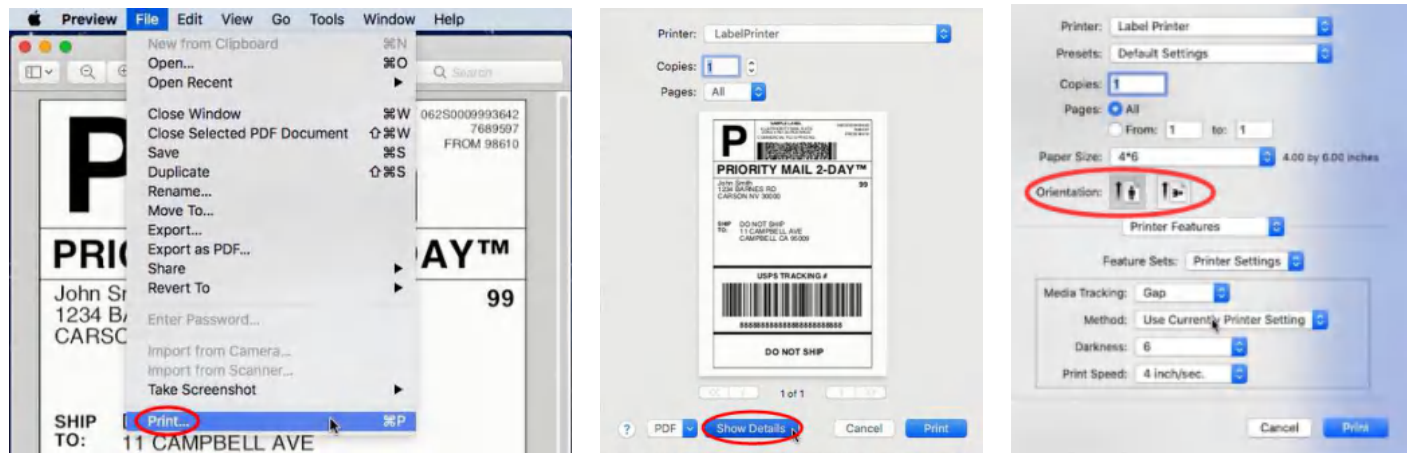 Preview File Edit View Go Tools Window Help
New from Clipboard ⌘N
Open... ⌘O
Open Recent ▶
Close Window ⌘W
Close Selected PDF Document ⇧⌘W
Save ⌘S
Duplicate ⇧⌘S
Rename...
Move To...
Export...
Export as PDF...
Share ▶
Revert To ▶
Enter Password...
Import from Camera...
Import from Scanner...
Take Screenshot ▶
Print... ⌘P
Search
P
062S0009993642
7689597
FROM 98610
PRI AY™
John Sm 99
1234 BA
CARSO
SHIP
TO: 11 CAMPBELL AVE
Printer: LabelPrinter
Copies: 1
Pages: All
P
PRIORITY MAIL 2-DAY™
John Smith 99
1234 BARNES RD
CARSON NV 30000
SHIP DO NOT SHIP
TO: 11 CAMPBELL AVE
CAMPBELL CA 95008
USPS TRACKING #
DO NOT SHIP
1 of 1
? PDF Show Details Cancel Print
Printer: Label Printer
Presets: Default Settings
Copies: 1
Pages: All
From: 1 to: 1
Paper Size: 4*6 4.00 by 6.00 inches
Orientation:
Printer Features
Feature Sets: Printer Settings
Media Tracking: Gap
Method: Use Currently Printer Setting
Darkness: 6
Print Speed: 4 inch/sec.
Cancel Print